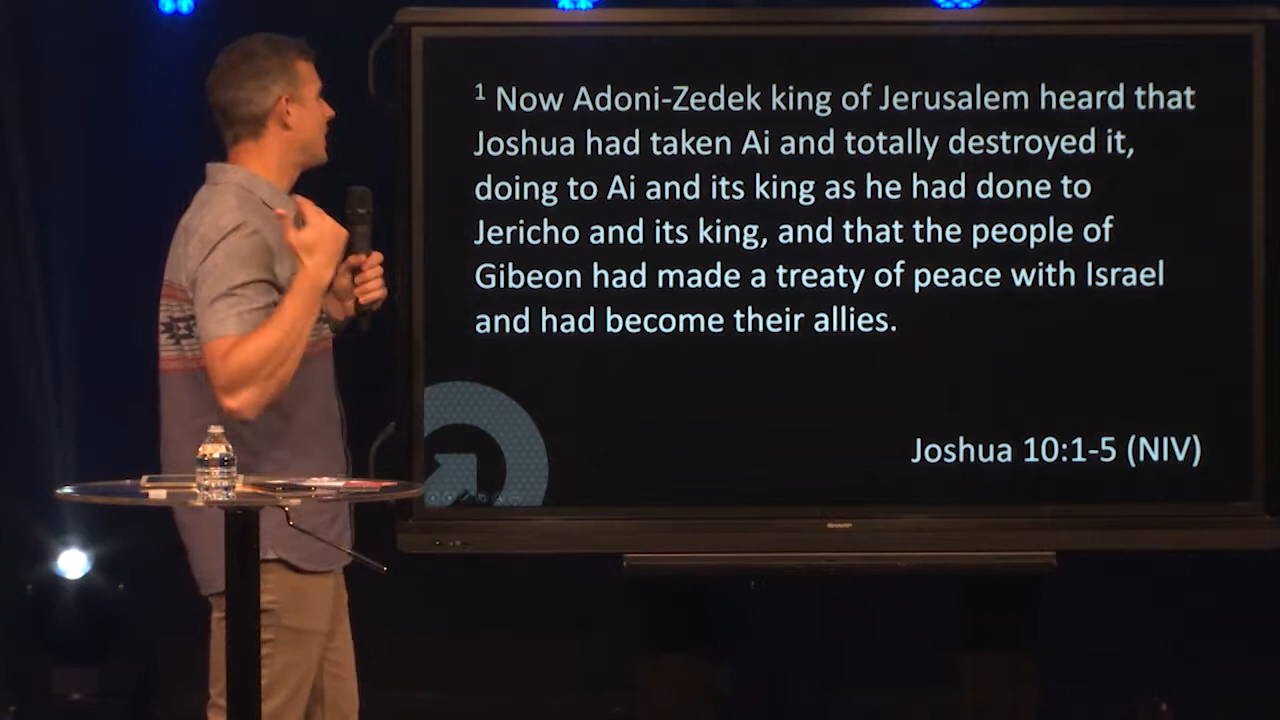 ¹ Now Adoni-Zedek king of Jerusalem heard that
Joshua had taken Ai and totally destroyed it,
doing to Ai and its king as he had done to
Jericho and its king, and that the people of
Gibeon had made a treaty of peace with Israel
and had become their allies.
Joshua 10:1-5 (NIV)
SHARP